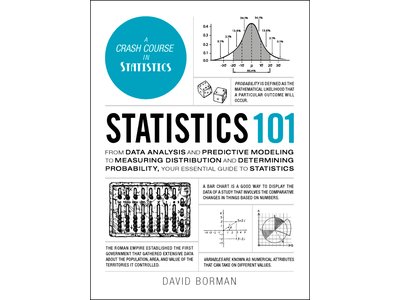 A
CRASH COURSE
IN
STATISTICS
PROBABILITY IS DEFINED AS THE
MATHEMATICAL LIKELIHOOD THAT
A PARTICULAR OUTCOME WILL
OCCUR.
STATISTICS 101
FROM DATA ANALYSIS AND PREDICTIVE MODELING
TO MEASURING DISTRIBUTION AND DETERMINING
PROBABILITY, YOUR ESSENTIAL GUIDE TO STATISTICS
A BAR CHART IS A GOOD WAY TO DISPLAY THE
DATA OF A STUDY THAT INVOLVES THE COMPARATIVE
CHANGES IN THINGS BASED ON NUMBERS.
THE ROMAN EMPIRE ESTABLISHED THE FIRST
GOVERNMENT THAT GATHERED EXTENSIVE DATA
ABOUT THE POPULATION, AREA, AND VALUE OF THE
TERRITORIES IT CONTROLLED.
VARIABLES ARE KNOWN AS NUMERICAL ATTRIBUTES
THAT CAN TAKE ON DIFFERENT VALUES.
DAVID BORMAN